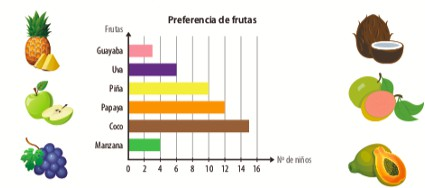 Preferencia de frutas
Frutas
Guayaba
Uva
Piña
Papaya
Coco
Manzana
0 2 4 6 8 10 12 14 16
Nº de niños